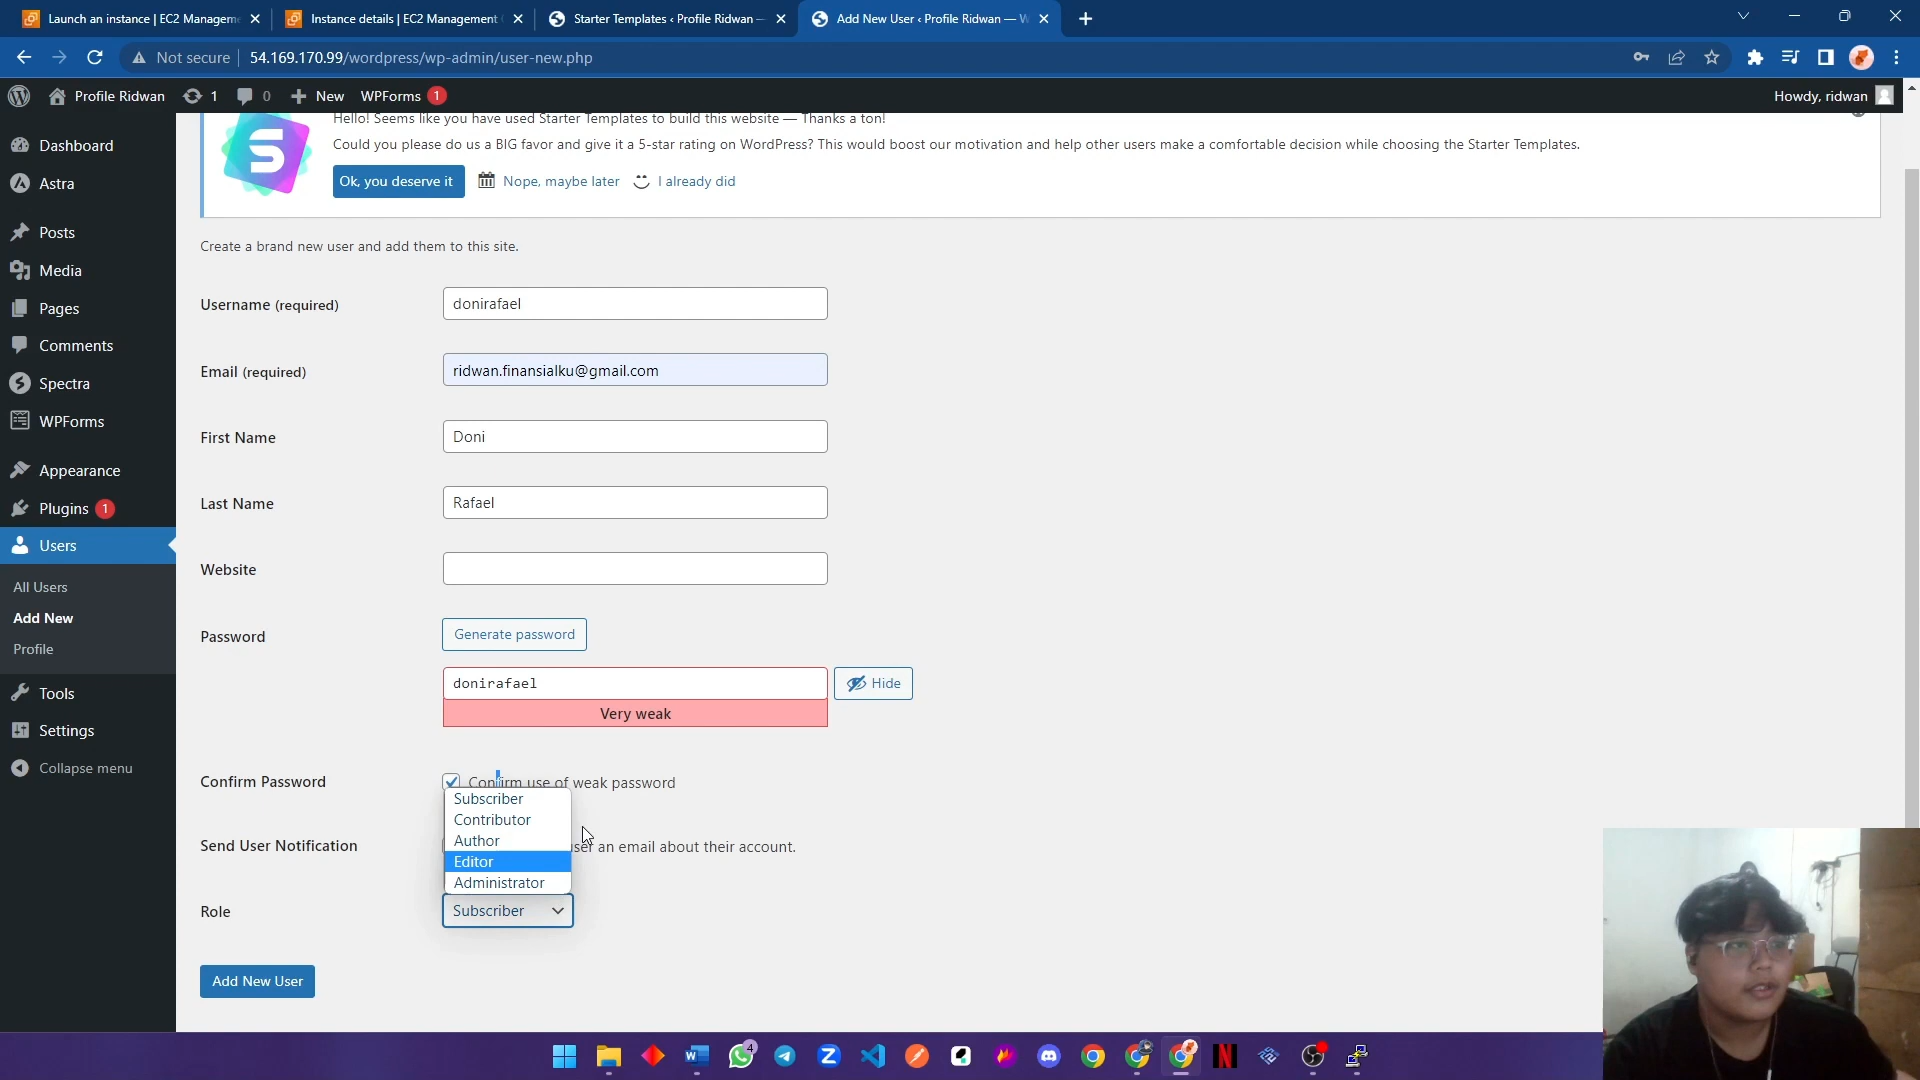 Launch an instance | EC2 Managem
Instance details | EC2 Management
Starter Templates ‹ Profile Ridwan —
Add New User ‹ Profile Ridwan — W
Not secure
54.169.170.99/wordpress/wp-admin/user-new.php
Profile Ridwan
1
0
New
WPForms 1
Howdy, ridwan
Dashboard
Astra
Posts
Media
Pages
Comments
Spectra
WPForms
Appearance
Plugins 1
Users
All Users
Add New
Profile
Tools
Settings
Collapse menu
Hello! Seems like you have used Starter Templates to build this website — Thanks a ton!
Could you please do us a BIG favor and give it a 5-star rating on WordPress? This would boost our motivation and help other users make a comfortable decision while choosing the Starter Templates.
Ok, you deserve it
Nope, maybe later
I already did
Create a brand new user and add them to this site.
Username (required)
donirafael
Email (required)
ridwan.finansialku@gmail.com
First Name
Doni
Last Name
Rafael
Website
Password
Generate password
donirafael
Hide
Very weak
Confirm Password
Confirm use of weak password
Subscriber
Contributor
Author
Editor
Administrator
Send User Notification
user an email about their account.
Role
Subscriber
Add New User
4